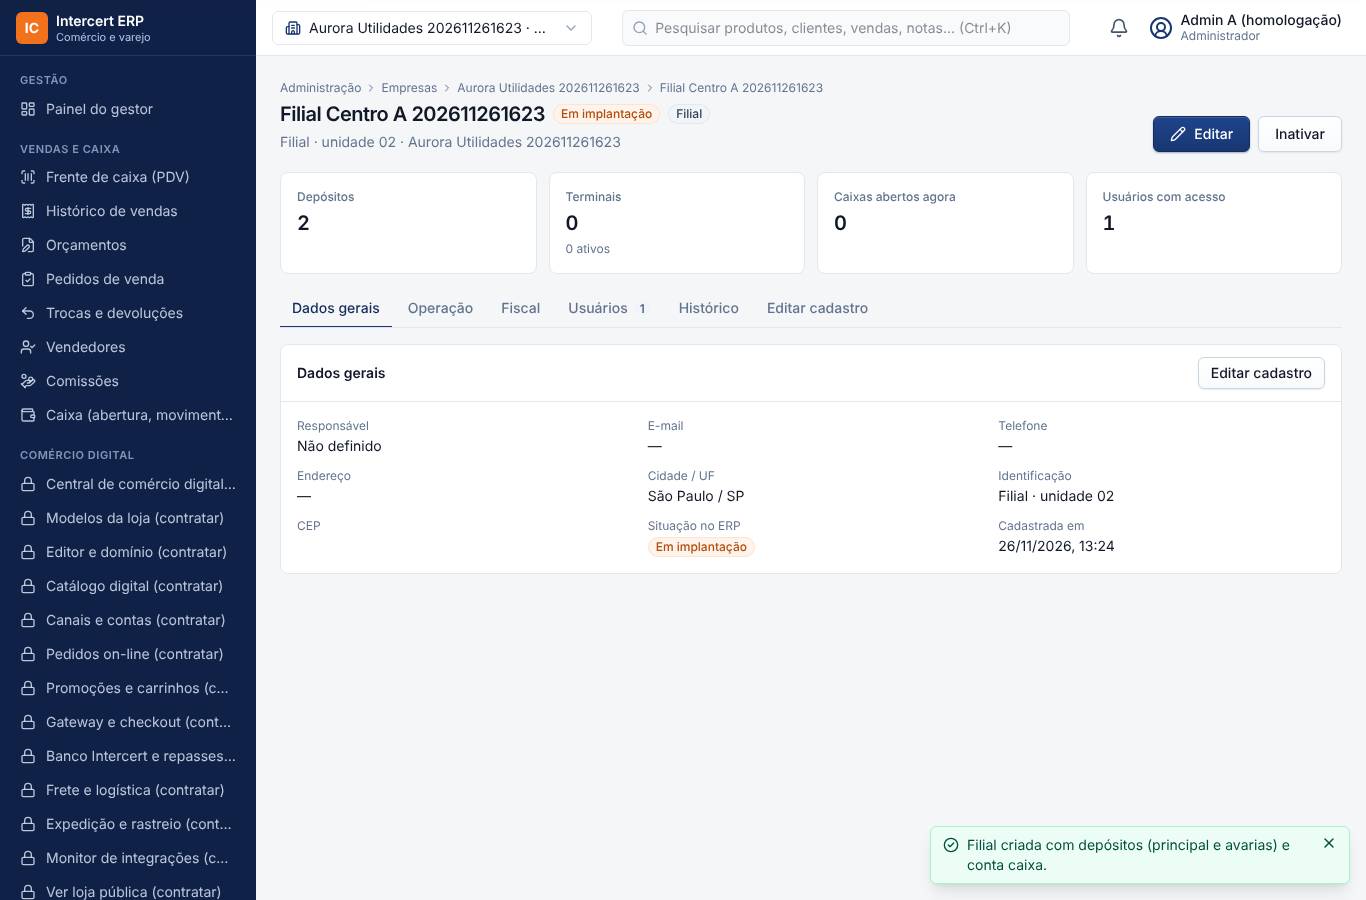 IC
Intercert ERP
Comércio e varejo
Aurora Utilidades 202611261623 · ...
Pesquisar produtos, clientes, vendas, notas... (Ctrl+K)
Admin A (homologação)
Administrador
GESTÃO
Painel do gestor
VENDAS E CAIXA
Frente de caixa (PDV)
Histórico de vendas
Orçamentos
Pedidos de venda
Trocas e devoluções
Vendedores
Comissões
Caixa (abertura, moviment...
COMÉRCIO DIGITAL
Central de comércio digital...
Modelos da loja (contratar)
Editor e domínio (contratar)
Catálogo digital (contratar)
Canais e contas (contratar)
Pedidos on-line (contratar)
Promoções e carrinhos (c...
Gateway e checkout (cont...
Banco Intercert e repasses...
Frete e logística (contratar)
Expedição e rastreio (cont...
Monitor de integrações (c...
Ver loja pública (contratar)
Administração > Empresas > Aurora Utilidades 202611261623 > Filial Centro A 202611261623
Filial Centro A 202611261623 Em implantação Filial
Filial · unidade 02 · Aurora Utilidades 202611261623
Editar Inativar
Depósitos
2
Terminais
0
0 ativos
Caixas abertos agora
0
Usuários com acesso
1
Dados gerais Operação Fiscal Usuários 1 Histórico Editar cadastro
Dados gerais
Editar cadastro
Responsável
Não definido
E-mail
—
Telefone
—
Endereço
—
Cidade / UF
São Paulo / SP
Identificação
Filial · unidade 02
CEP
Situação no ERP
Em implantação
Cadastrada em
26/11/2026, 13:24
Filial criada com depósitos (principal e avarias) e
conta caixa.